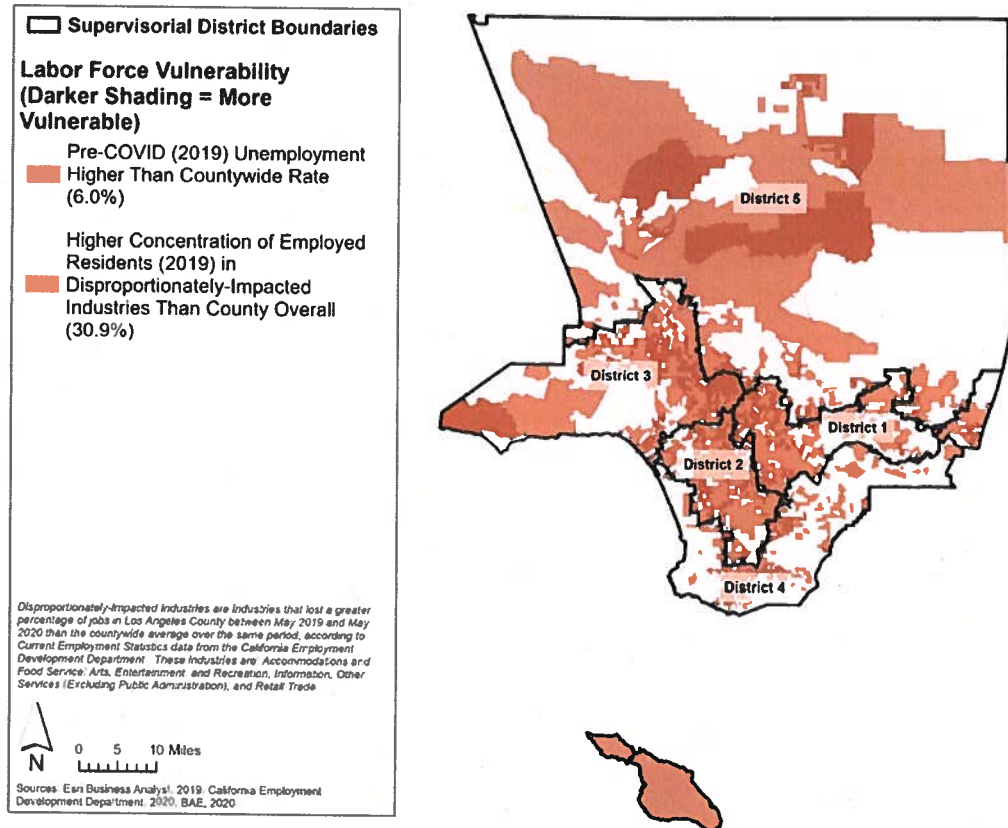 Supervisorial District Boundaries
Labor Force Vulnerability
(Darker Shading = More
Vulnerable)
Pre-COVID (2019) Unemployment
Higher Than Countywide Rate
(6.0%)
Higher Concentration of Employed
Residents (2019) in
Disproportionately-Impacted
Industries Than County Overall
(30.9%)
Disproportionately-Impacted Industries are Industries that lost a greater
percentage of jobs in Los Angeles County between May 2019 and May
2020 than the countywide average over the same period, according to
Current Employment Statistics data from the California Employment
Development Department These industries are Accommodations and
Food Service Arts, Entertainment and Recreation, Information, Other
Services (Excluding Public Administration), and Retail Trade
N
0 5 10 Miles
Sources Esri Business Analyst, 2019 California Employment
Development Department 2020, BAE, 2020
District 5
District 3
District 1
District 2
District 4